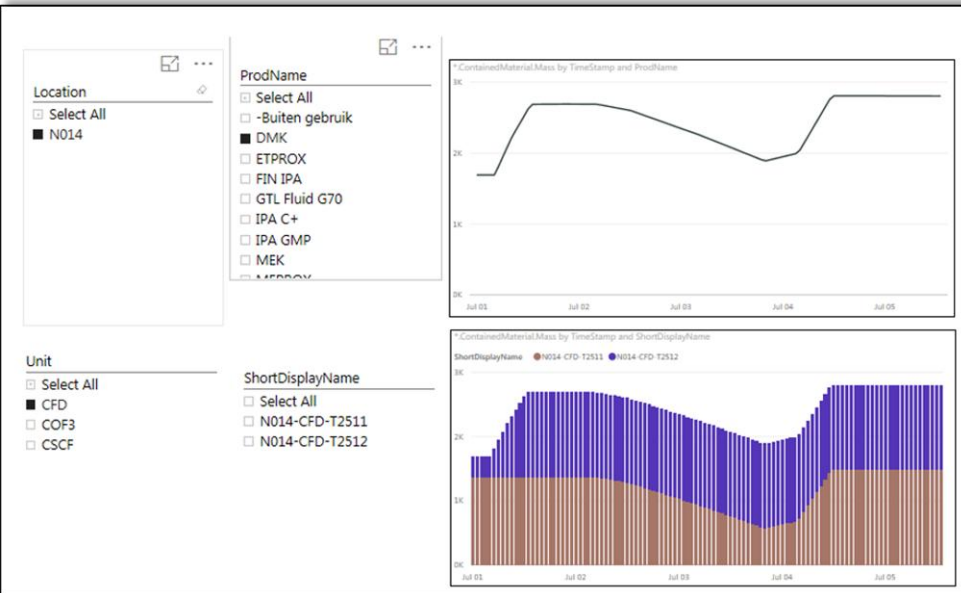 Location
Select All
N014
ProdName
Select All
-Buiten gebruik
DMK
ETPROX
FIN IPA
GTL Fluid G70
IPA C+
IPA GMP
MEK
MEPROX
*.ContainedMaterial.Mass by TimeStamp and ProdName
3K
2K
1K
0K
Jul 01 Jul 02 Jul 03 Jul 04 Jul 05
Unit
Select All
CFD
COF3
CSCF
ShortDisplayName
Select All
N014-CFD-T2511
N014-CFD-T2512
*.ContainedMaterial.Mass by TimeStamp and ShortDisplayName
ShortDisplayName N014-CFD-T2511 N014-CFD-T2512
3K
2K
1K
0K
Jul 01 Jul 02 Jul 03 Jul 04 Jul 05